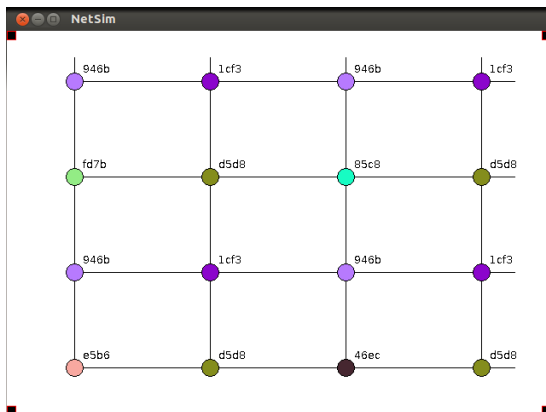 NetSim
946b 1cf3 946b 1cf3
fd7b d5d8 85c8 d5d8
946b 1cf3 946b 1cf3
e5b6 d5d8 46ec d5d8